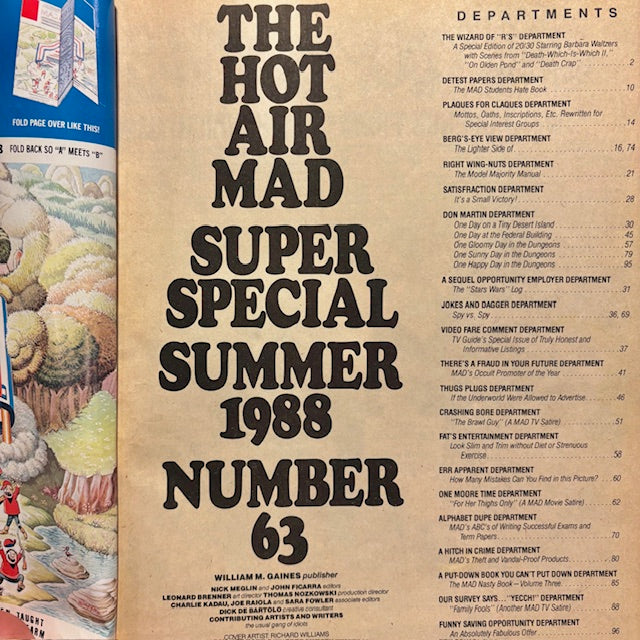 FOLD PAGE OVER LIKE THIS!
FOLD BACK SO "A" MEETS "B"
TAUGHT
THE
HOT
AIR
MAD
SUPER
SPECIAL
SUMMER
1988
NUMBER
63
WILLIAM M. GAINES publisher
NICK MEGLIN and JOHN FICARRA editors
LEONARD BRENNER art director THOMAS NOZKOWSKI production director
CHARLIE KADAU, JOE RAIOLA and SARA FOWLER associate editors
DICK DE BARTOLO creative consultant
CONTRIBUTING ARTISTS AND WRITERS
the usual gang of idiots
COVER ARTIST RICHARD WILLIAMS
DEPARTMENTS
THE WIZARD OF "R'S" DEPARTMENT
A Special Edition of 20/30 Starring Barbara Waltzers
with Scenes from "Death-Which-Is-Which II,"
"On Olden Pond" and "Death Crap" 2
DETEST PAPERS DEPARTMENT
The MAD Students Hate Book 10
PLAQUES FOR CLAQUES DEPARTMENT
Mottos, Oaths, Inscriptions, Etc. Rewritten for
Special Interest Groups 14
BERG'S-EYE VIEW DEPARTMENT
The Lighter Side of 16, 74
RIGHT WING-NUTS DEPARTMENT
The Model Majority Manual 21
SATISFACTION DEPARTMENT
It's a Small Victory! 28
DON MARTIN DEPARTMENT
One Day on a Tiny Desert Island 30
One Day at the Federal Building 45
One Gloomy Day in the Dungeons 57
One Sunny Day in the Dungeons 79
One Happy Day in the Dungeons 95
A SEQUEL OPPORTUNITY EMPLOYER DEPARTMENT
The "Stars Wars" Log 31
JOKES AND DAGGER DEPARTMENT
Spy vs. Spy 36, 69
VIDEO FARE COMMENT DEPARTMENT
TV Guide's Special Issue of Truly Honest and
Informative Listings 37
THERE'S A FRAUD IN YOUR FUTURE DEPARTMENT
MAD's Occult Promoter of the Year 41
THUGS PLUGS DEPARTMENT
If the Underworld Were Allowed to Advertise 46
CRASHING BORE DEPARTMENT
"The Brawl Guy" (A MAD TV Satire) 51
FAT'S ENTERTAINMENT DEPARTMENT
Look Slim and Trim without Diet or Strenuous
Exercise 58
ERR APPARENT DEPARTMENT
How Many Mistakes Can You Find in this Picture? 60
ONE MOORE TIME DEPARTMENT
"For Her Thighs Only" (A MAD Movie Satire) 62
ALPHABET DUPE DEPARTMENT
MAD's ABC's of Writing Successful Exams and
Term Papers 70
A HITCH IN CRIME DEPARTMENT
MAD's Theft and Vandal-Proof Products 80
A PUT-DOWN BOOK YOU CAN'T PUT DOWN DEPARTMENT
The MAD Nasty Book—Volume Three 85
OUR SURVEY SAYS..."YECCH!" DEPARTMENT
"Family Fools" (Another MAD TV Satire) 88
FUNNY SAVING OPPORTUNITY DEPARTMENT
An Absolutely Fabulous Offer 96